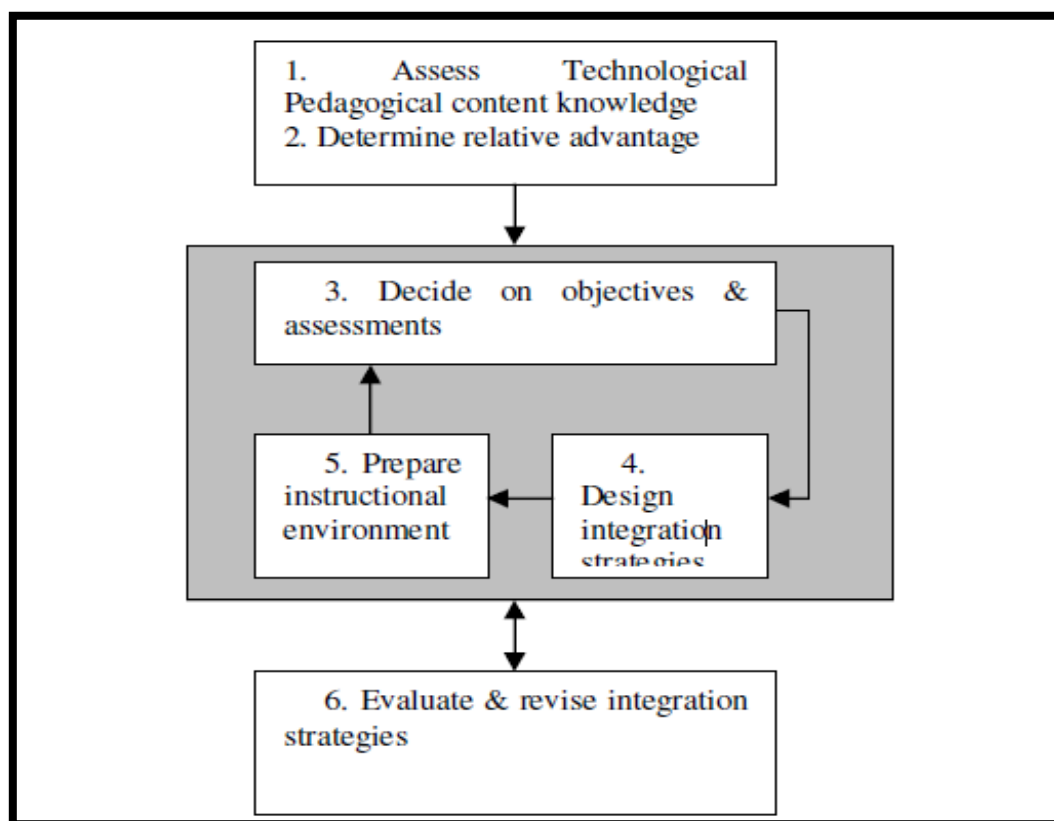 1. Assess Technological
Pedagogical content knowledge
2. Determine relative advantage
3. Decide on objectives &
assessments
5. Prepare
instructional
environment
4.
Design
integration
strategies
6. Evaluate & revise integration
strategies